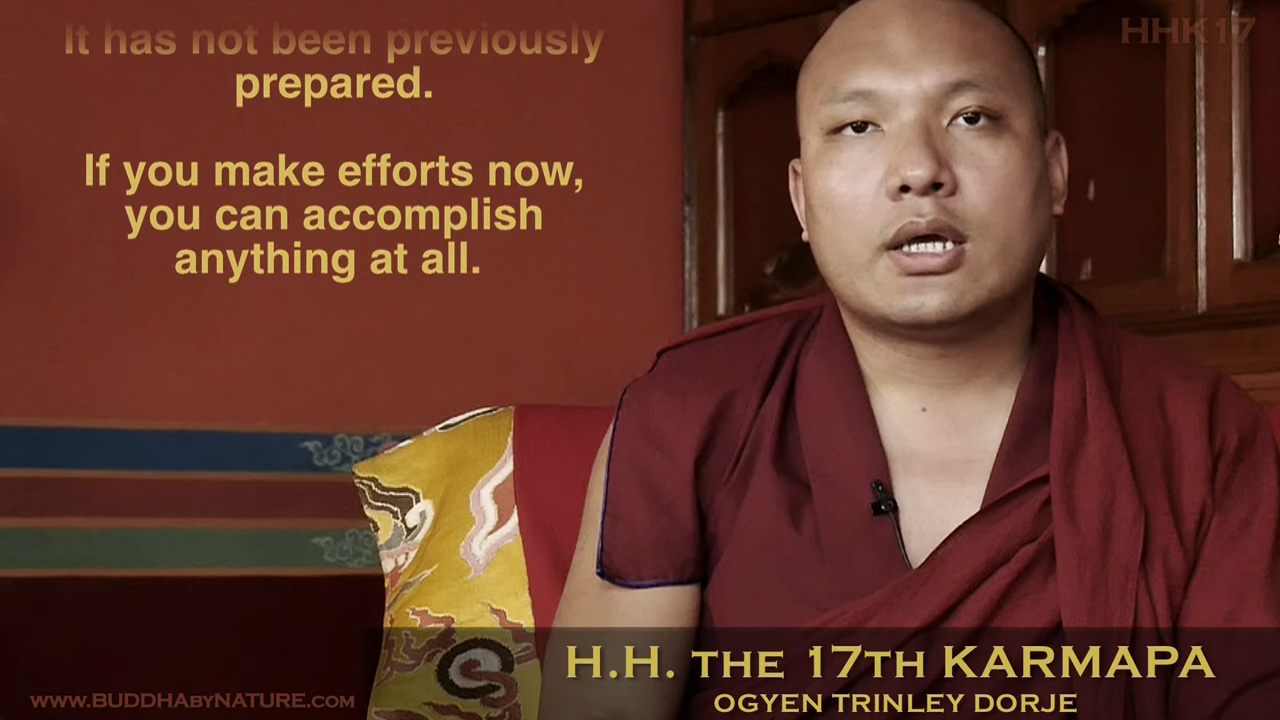 It has not been previously
prepared.
If you make efforts now,
you can accomplish
anything at all.
HHK17
H.H. THE 17TH KARMAPA
OGYEN TRINLEY DORJE
WWW.BUDDHABYNATURE.COM